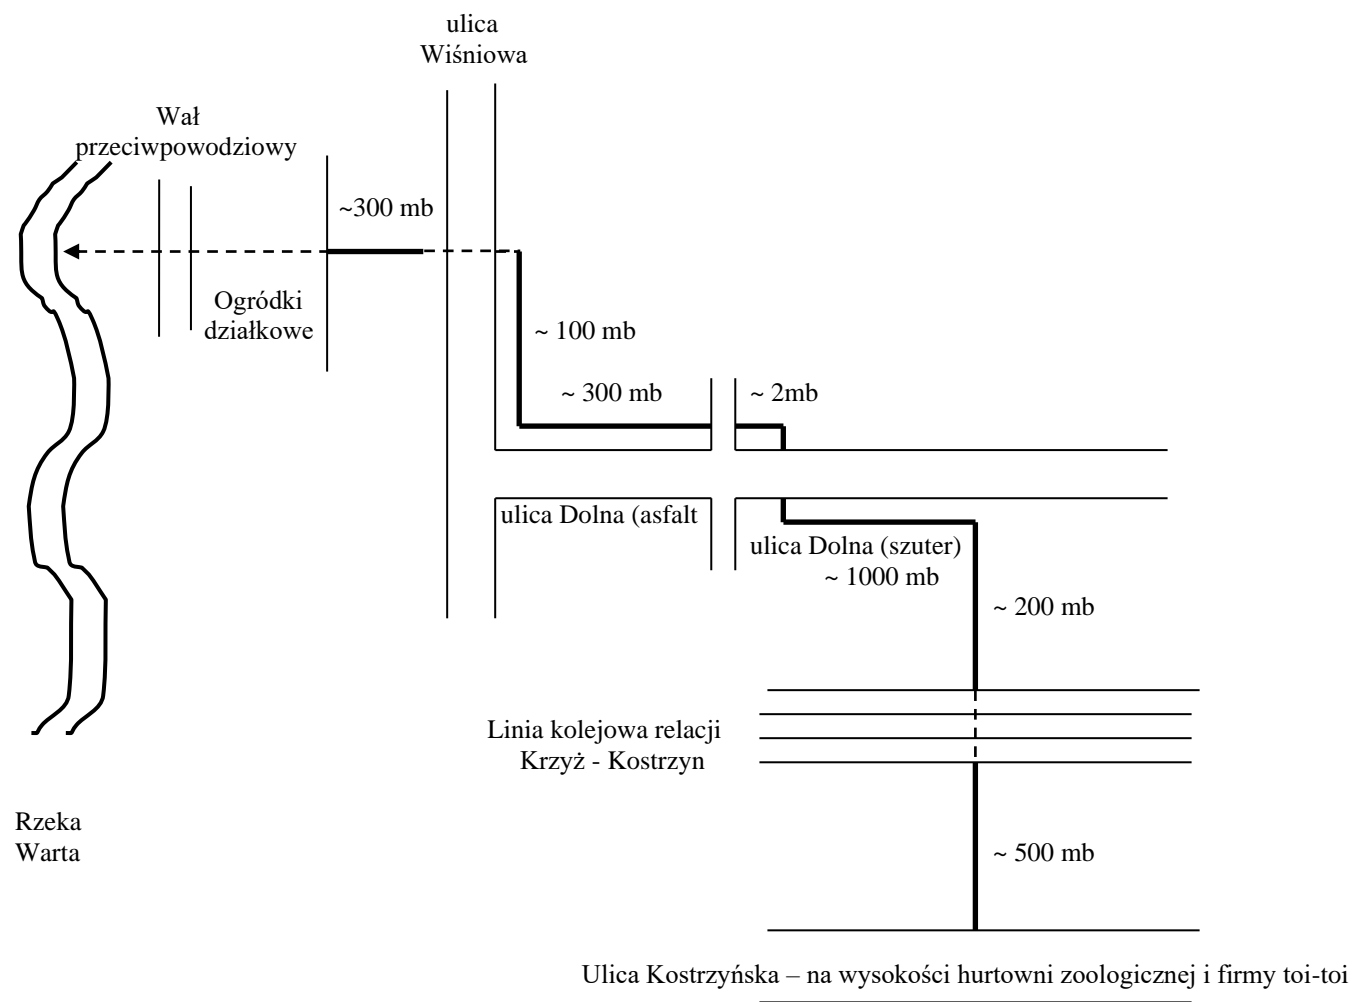 ulica
Wiśniowa
Wał
przeciwpowodziowy
~300 mb
Ogródki
działkowe
~ 100 mb
~ 300 mb
~ 2mb
ulica Dolna (asfalt
ulica Dolna (szuter)
~ 1000 mb
~ 200 mb
Linia kolejowa relacji
Krzyż - Kostrzyn
Rzeka
Warta
~ 500 mb
Ulica Kostrzyńska – na wysokości hurtowni zoologicznej i firmy toi-toi